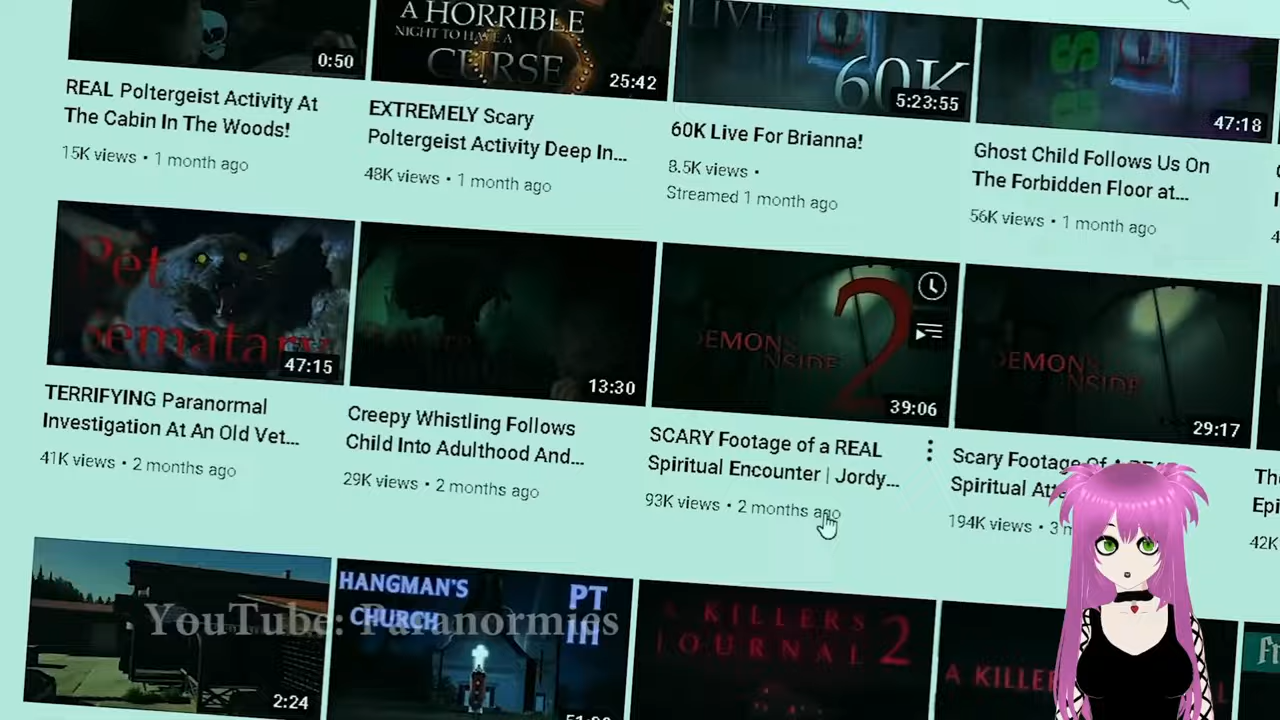 A HORRIBLE
NIGHT TO HAVE A
CURSE
LIVE
60K
0:50
25:42
5:23:55
47:18
REAL Poltergeist Activity At
The Cabin In The Woods!
15K views • 1 month ago
EXTREMELY Scary
Poltergeist Activity Deep In...
48K views • 1 month ago
60K Live For Brianna!
8.5K views •
Streamed 1 month ago
Ghost Child Follows Us On
The Forbidden Floor at...
56K views • 1 month ago
Pet
Sematary
47:15
13:30
DEMONS
INSIDE
2
39:06
DEMONS
INSIDE
29:17
TERRIFYING Paranormal
Investigation At An Old Vet...
41K views • 2 months ago
Creepy Whistling Follows
Child Into Adulthood And...
29K views • 2 months ago
SCARY Footage of a REAL
Spiritual Encounter | Jordy...
93K views • 2 months ago
Scary Footage Of
Spiritual
194K views •
42K
2:24
HANGMAN'S
CHURCH
PT
III
YouTube: Paranormies
A KILLERS
JOURNAL 2